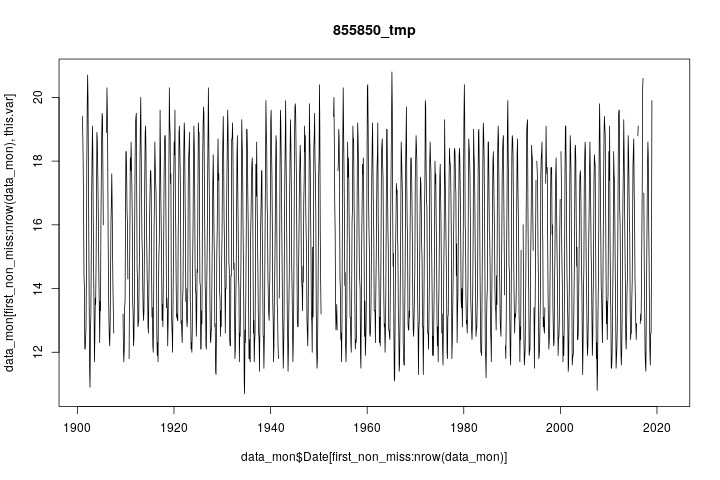 855850_tmp
data_mon[first_non_miss:nrow(data_mon), this.var]
20
18
16
14
12
1900 1920 1940 1960 1980 2000 2020
data_mon$Date[first_non_miss:nrow(data_mon)]